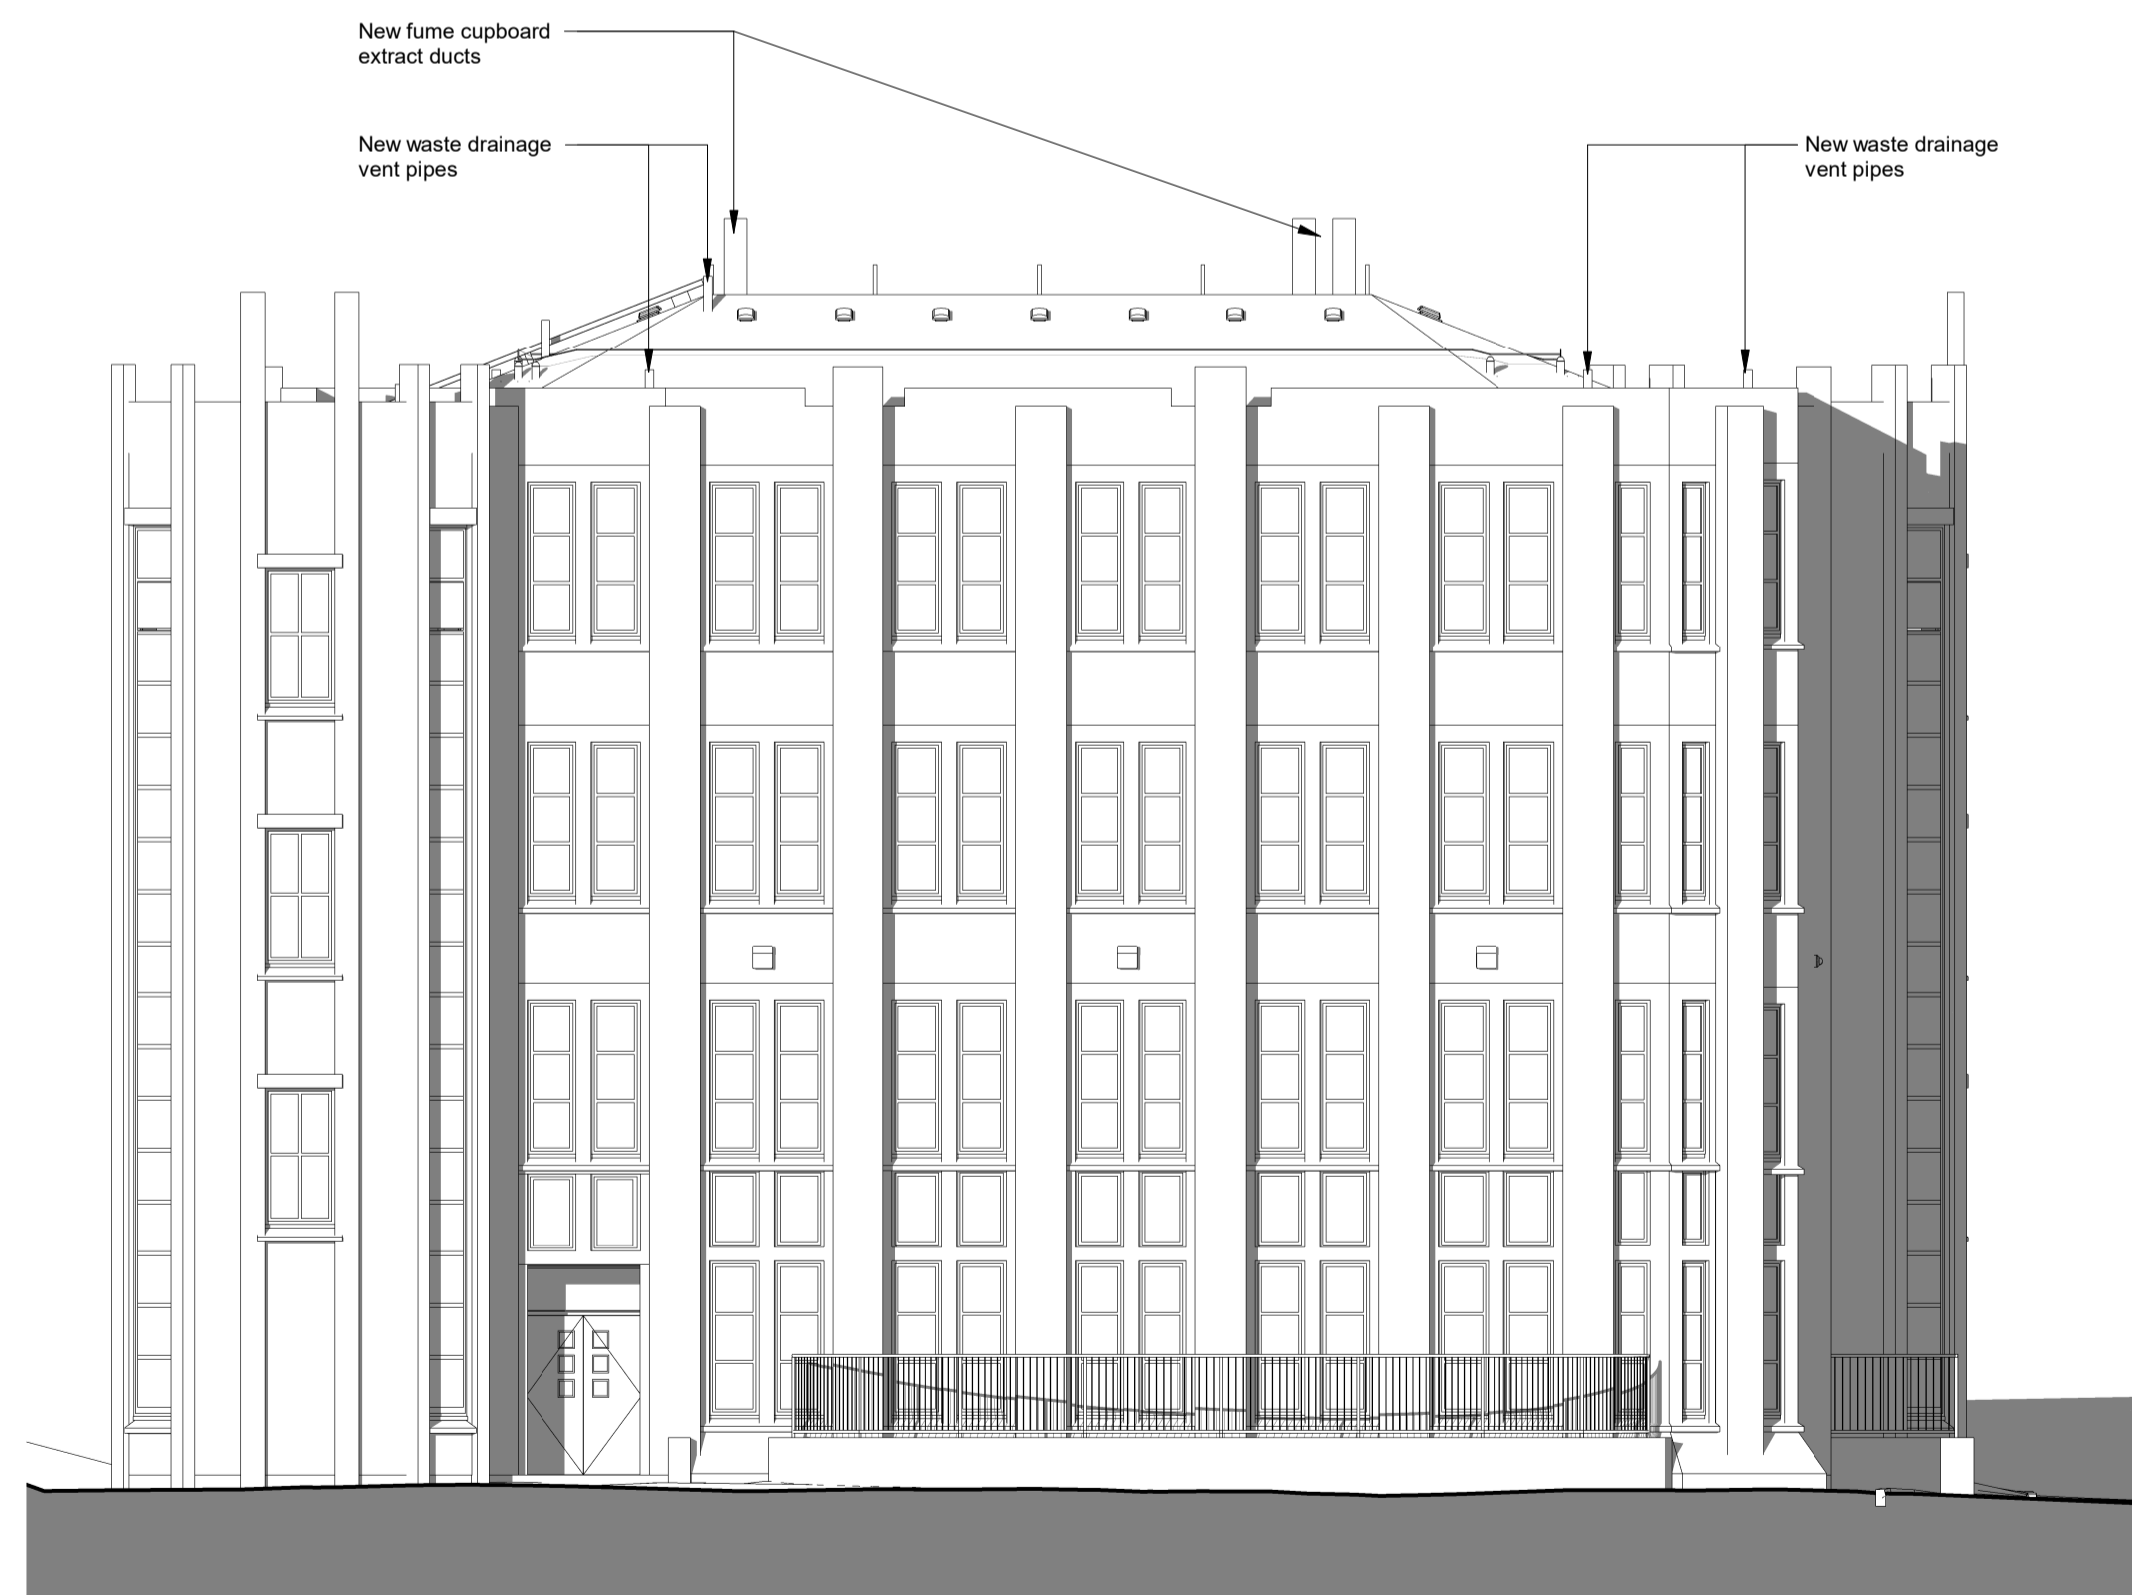 New fume cupboard
extract ducts
New waste drainage
vent pipes
New waste drainage
vent pipes